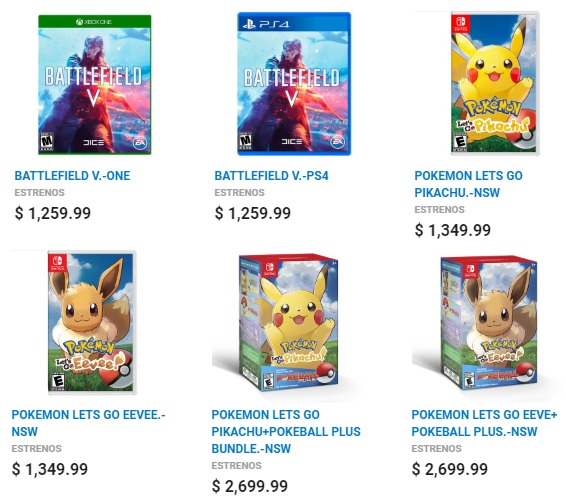 XBOX ONE
BATTLEFIELD
V
M
DICE
EA
PS4
BATTLEFIELD
V
M
DICE
EA
POKÉMON
Let's Go Pikachu!
E
BATTLEFIELD V.-ONE
ESTRENOS
$ 1,259.99
BATTLEFIELD V.-PS4
ESTRENOS
$ 1,259.99
POKEMON LETS GO
PIKACHU.-NSW
ESTRENOS
$ 1,349.99
POKÉMON
Let's Go Eevee!
E
POKÉMON
Let's Go Pikachu!
E
POKÉMON
Let's Go Eevee!
E
POKEMON LETS GO EEVEE.-
NSW
ESTRENOS
$ 1,349.99
POKEMON LETS GO
PIKACHU+POKEBALL PLUS
BUNDLE.-NSW
ESTRENOS
$ 2,699.99
POKEMON LETS GO EEVE+
POKEBALL PLUS.-NSW
ESTRENOS
$ 2,699.99